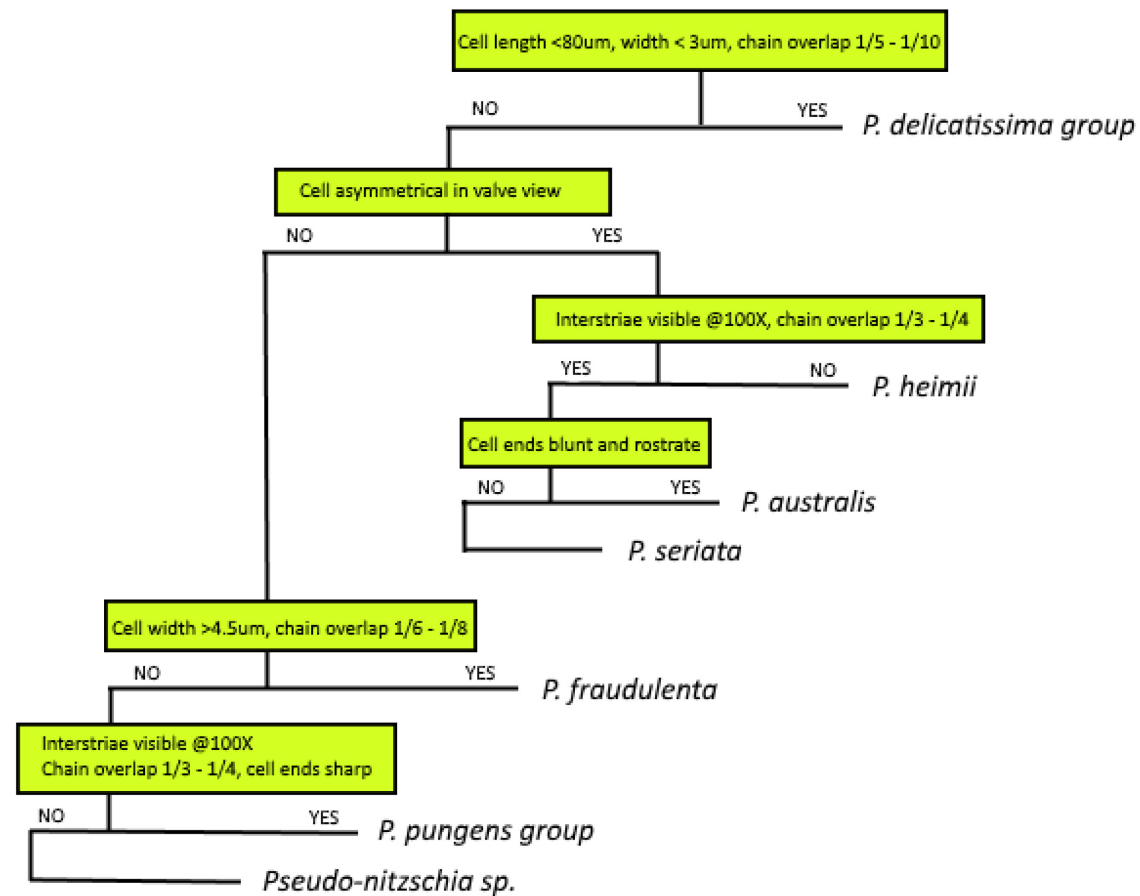 Cell length <80um, width < 3um, chain overlap 1/5 - 1/10
NO
YES
P. delicatissima group
Cell asymmetrical in valve view
NO
YES
Interstriae visible @100X, chain overlap 1/3 - 1/4
YES
NO
P. heimii
Cell ends blunt and rostrate
NO
YES
P. australis
P. seriata
Cell width >4.5um, chain overlap 1/6 - 1/8
NO
YES
P. fraudulenta
Interstriae visible @100X
Chain overlap 1/3 - 1/4, cell ends sharp
NO
YES
P. pungens group
Pseudo-nitzschia sp.